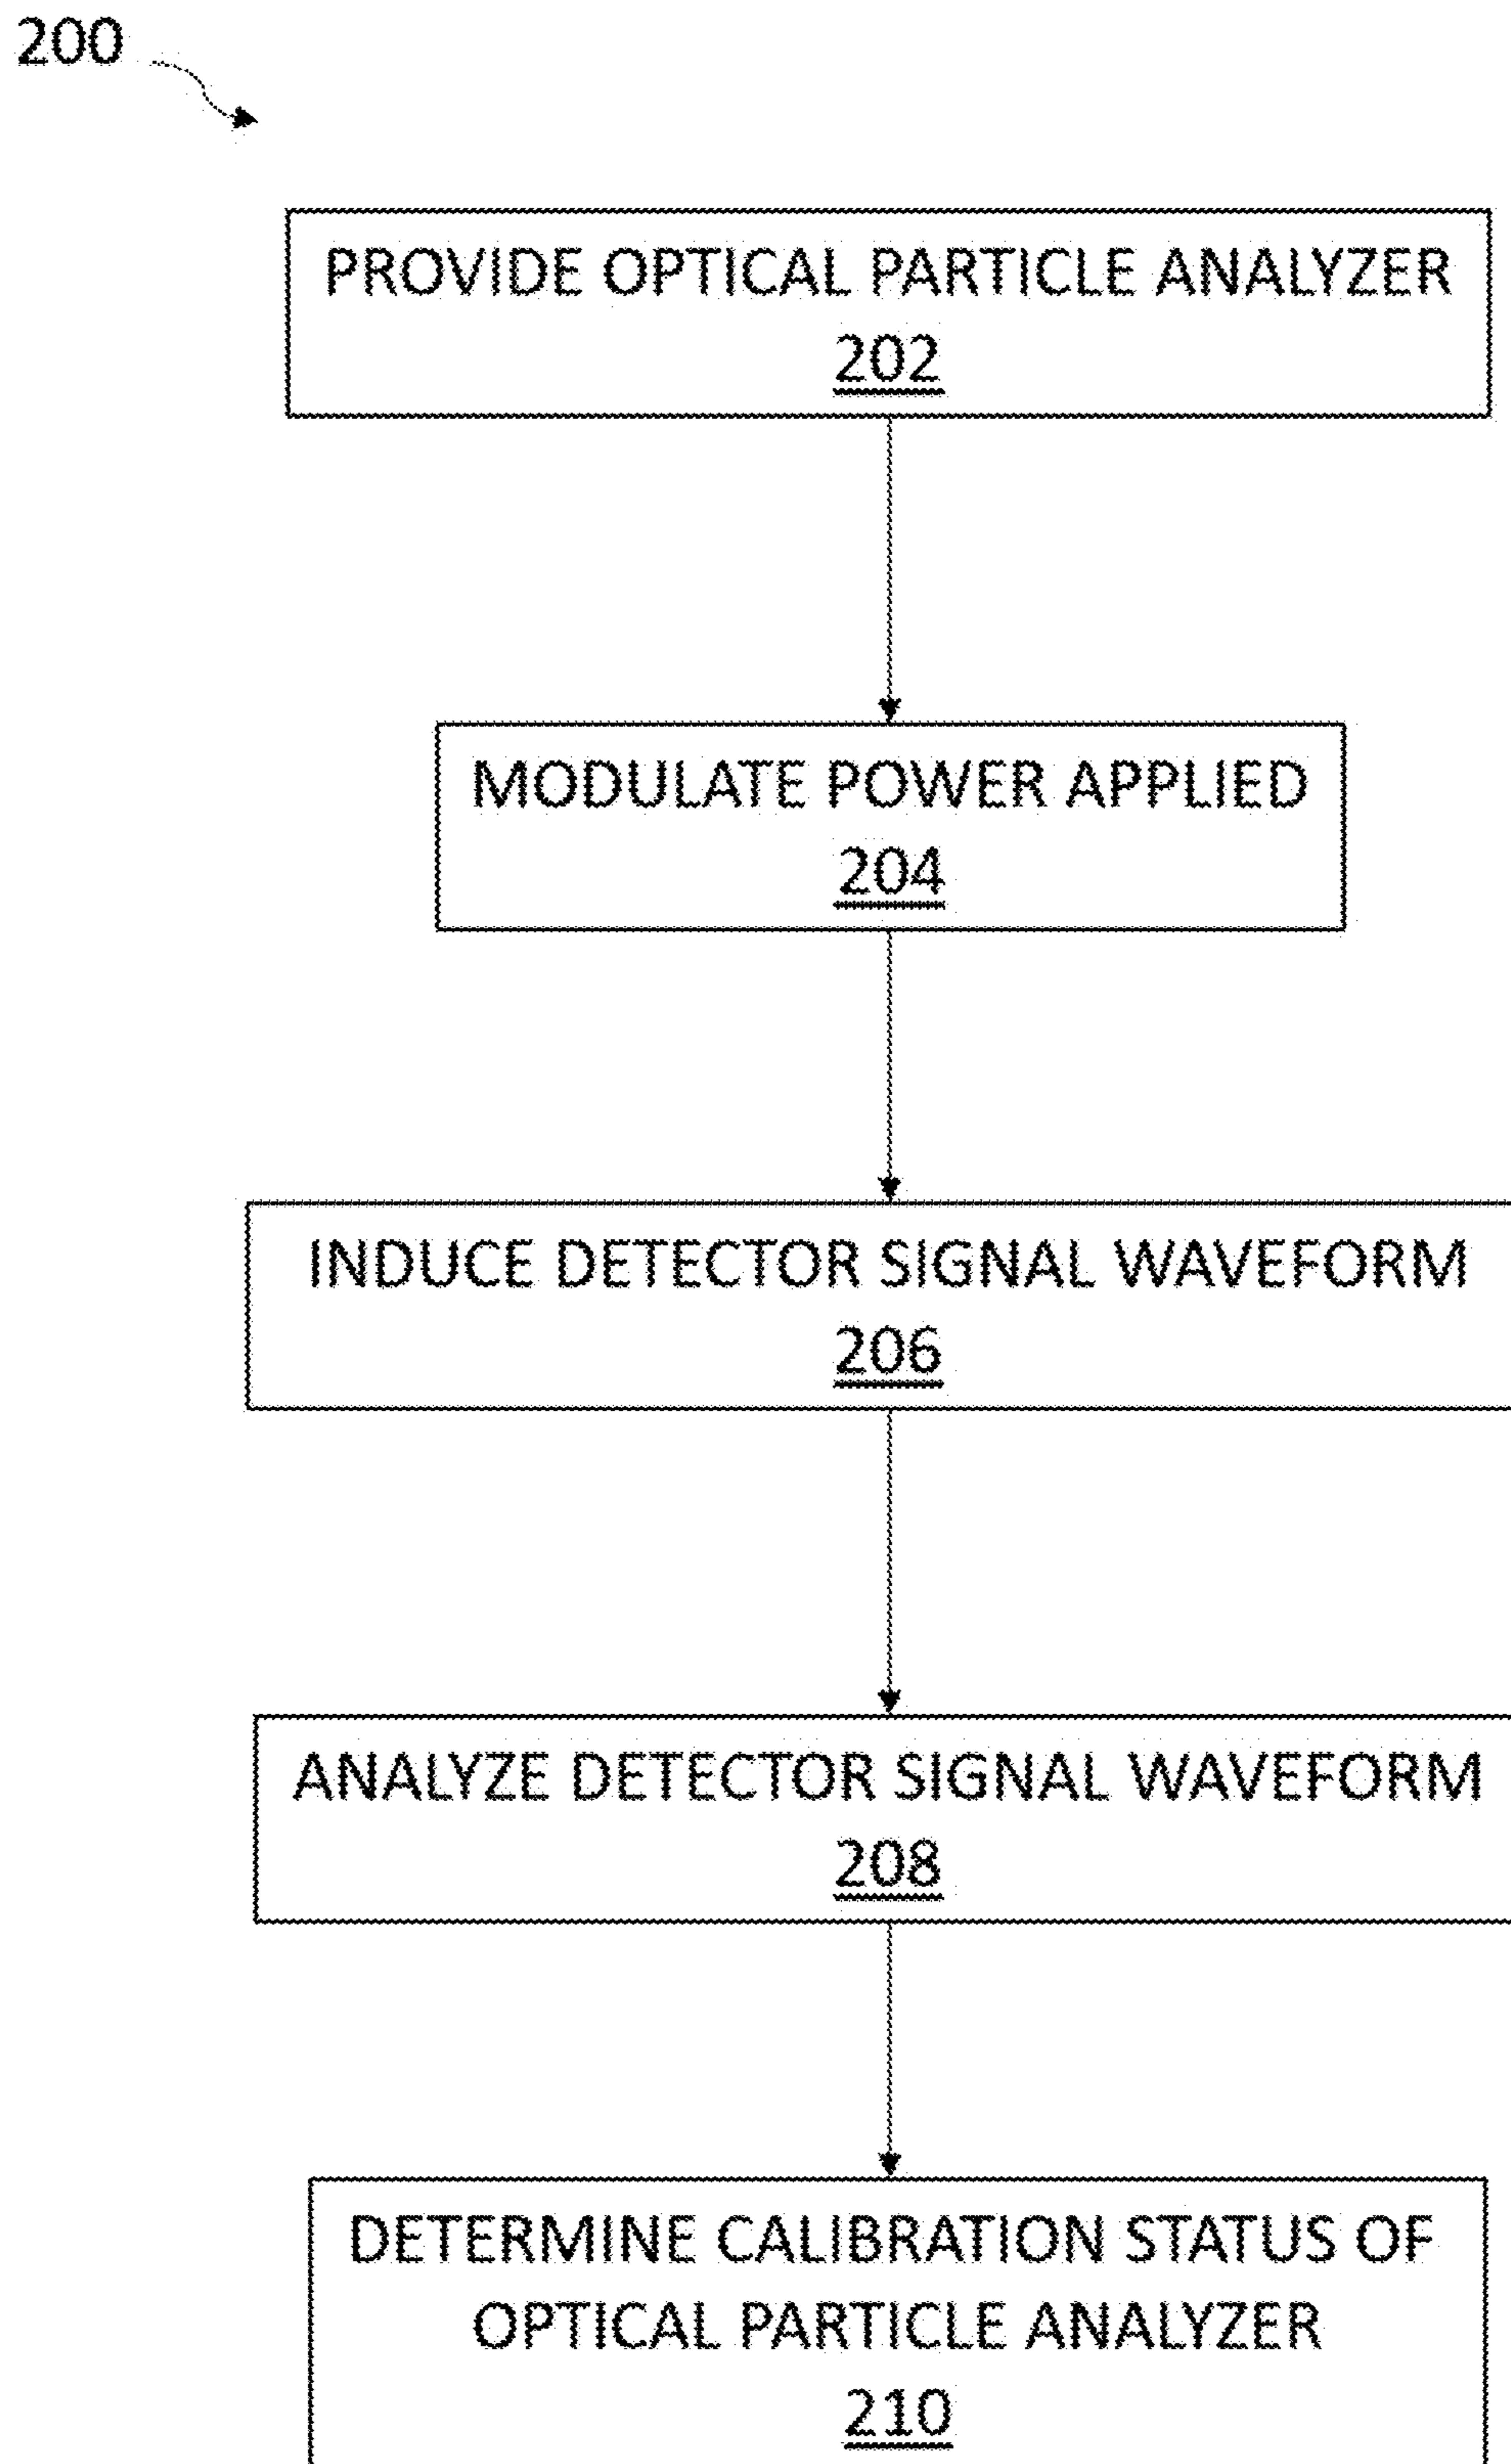 200
PROVIDE OPTICAL PARTICLE ANALYZER
202
MODULATE POWER APPLIED
204
INDUCE DETECTOR SIGNAL WAVEFORM
206
ANALYZE DETECTOR SIGNAL WAVEFORM
208
DETERMINE CALIBRATION STATUS OF
OPTICAL PARTICLE ANALYZER
210